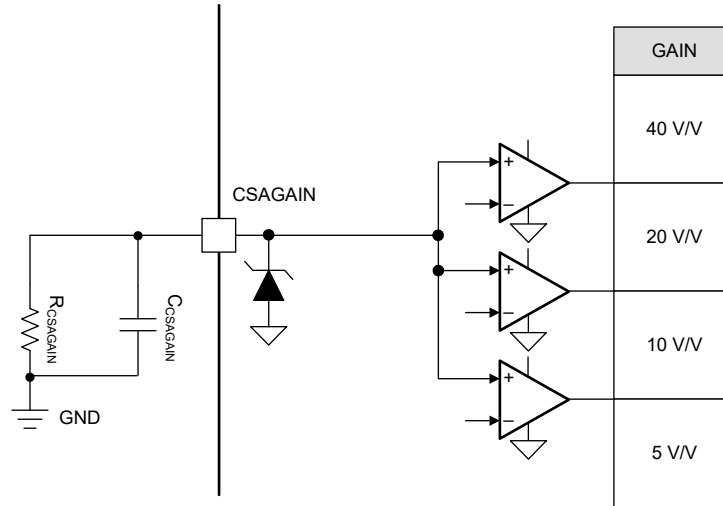 GAIN
40 V/V
CSAGAIN
20 V/V
RCSAGAIN
CCSAGAIN
10 V/V
GND
5 V/V
+
−
+
−
+
−